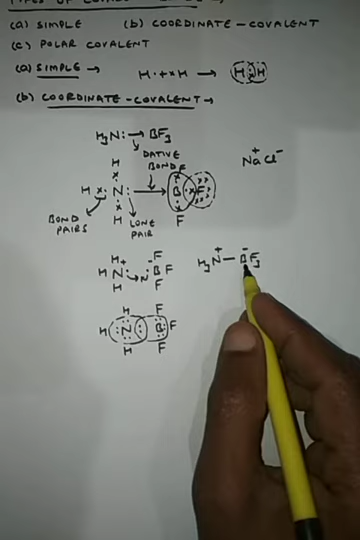 (a) SIMPLE (b) COORDINATE-COVALENT
(c) POLAR COVALENT
(a) SIMPLE → H·+×H → H×H
(b) COORDINATE-COVALENT →
H₃N: → BF₃
DATIVE BOND
Na⁺Cl⁻
H
F
H N: → B F
H
F
BOND PAIRS
LONE PAIR
H⁺ ⁻F
H N → B F
H F
H₃N⁺ — B⁻F₃
F
H N : B F
H F